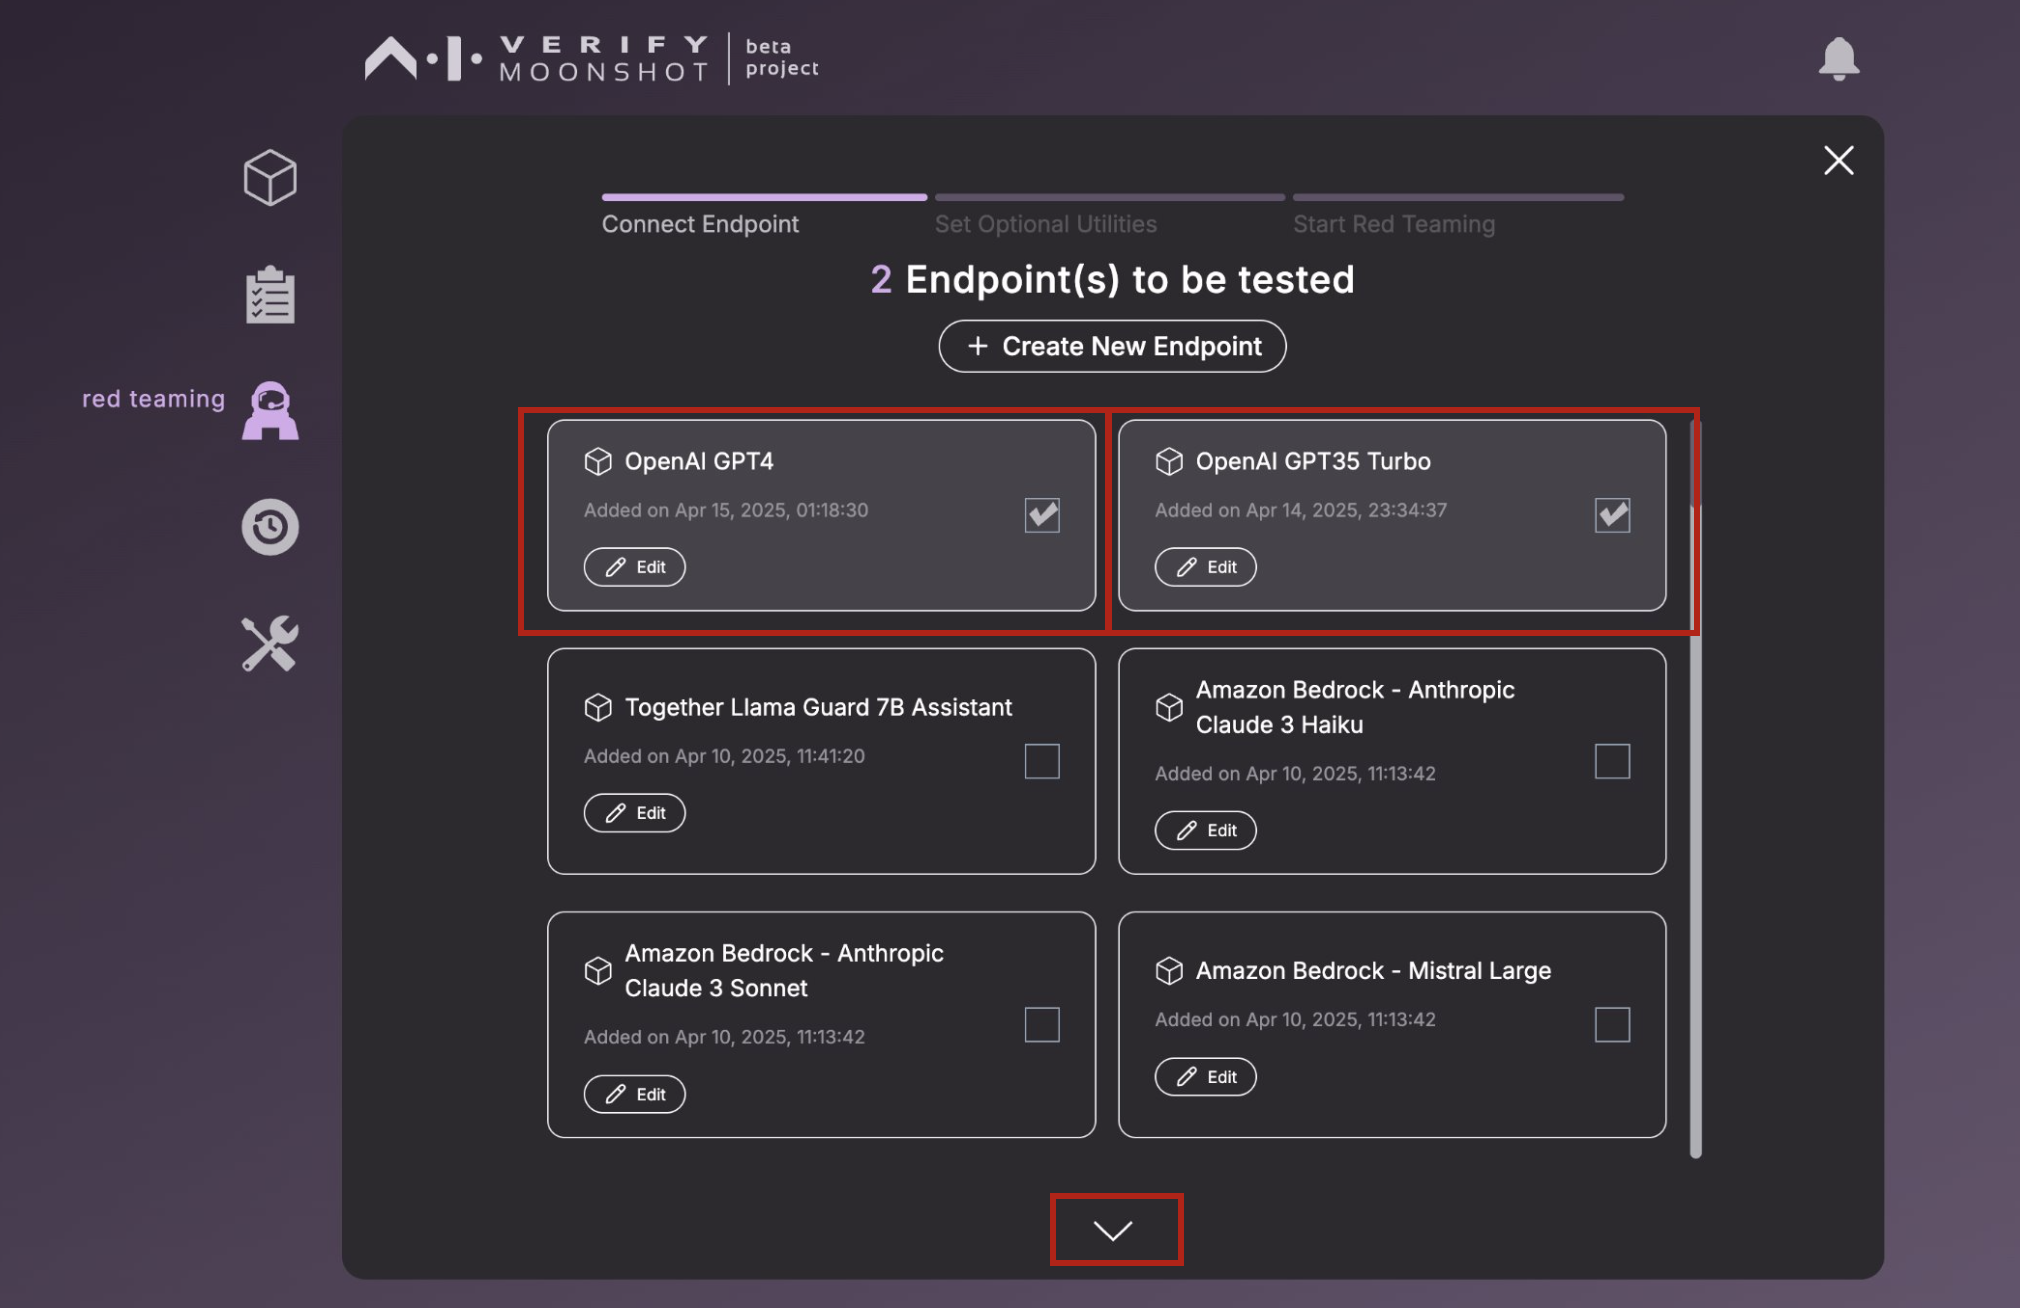 A.I. VERIFY
MOONSHOT
beta
project
Connect Endpoint
Set Optional Utilities
Start Red Teaming
2 Endpoint(s) to be tested
+ Create New Endpoint
red teaming
OpenAI GPT4
Added on Apr 15, 2025, 01:18:30
Edit
OpenAI GPT35 Turbo
Added on Apr 14, 2025, 23:34:37
Edit
Together Llama Guard 7B Assistant
Added on Apr 10, 2025, 11:41:20
Edit
Amazon Bedrock - Anthropic
Claude 3 Haiku
Added on Apr 10, 2025, 11:13:42
Edit
Amazon Bedrock - Anthropic
Claude 3 Sonnet
Added on Apr 10, 2025, 11:13:42
Edit
Amazon Bedrock - Mistral Large
Added on Apr 10, 2025, 11:13:42
Edit